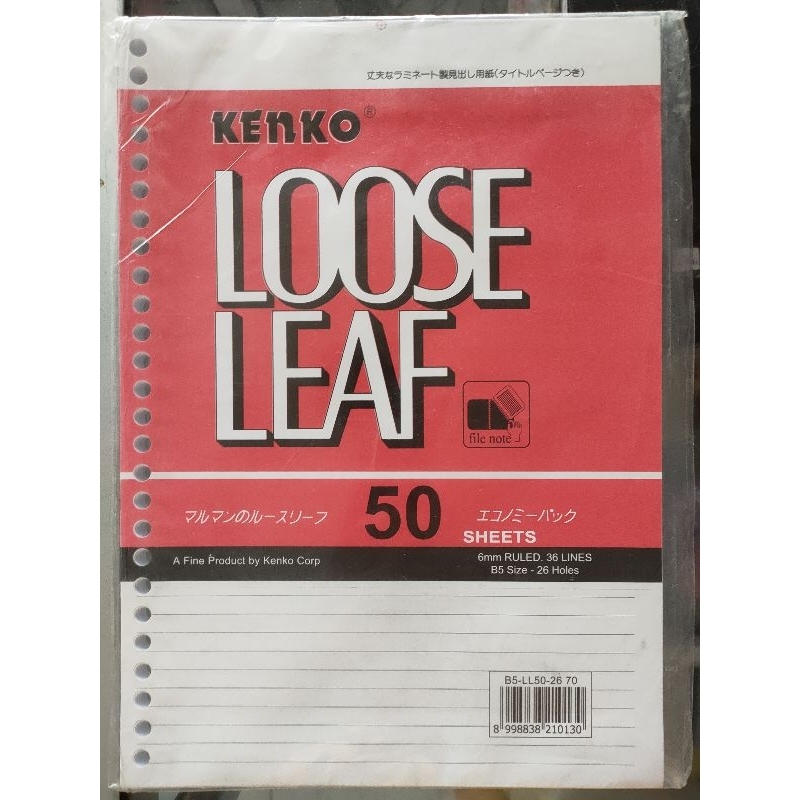 丈夫なラミネート製見出し用紙(タイトルページつき)
KENKO®
LOOSE
LEAF
file note
マルマンのルースリーフ 50 SHEETS エコノミーパック
A Fine Product by Kenko Corp
6mm RULED. 36 LINES
B5 Size - 26 Holes
B5-LL50-26 70
8 998838 210130